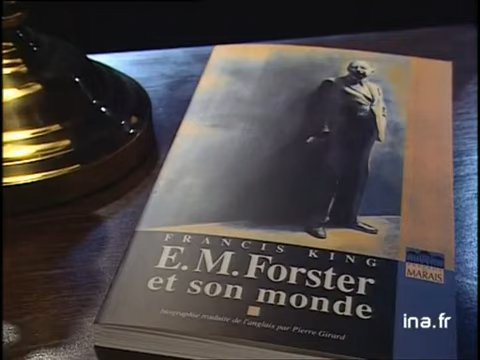 FRANCIS KING
E. M. Forster
et son monde
biographie traduite de l'anglais par Pierre Girard
MARAIS
ina.fr